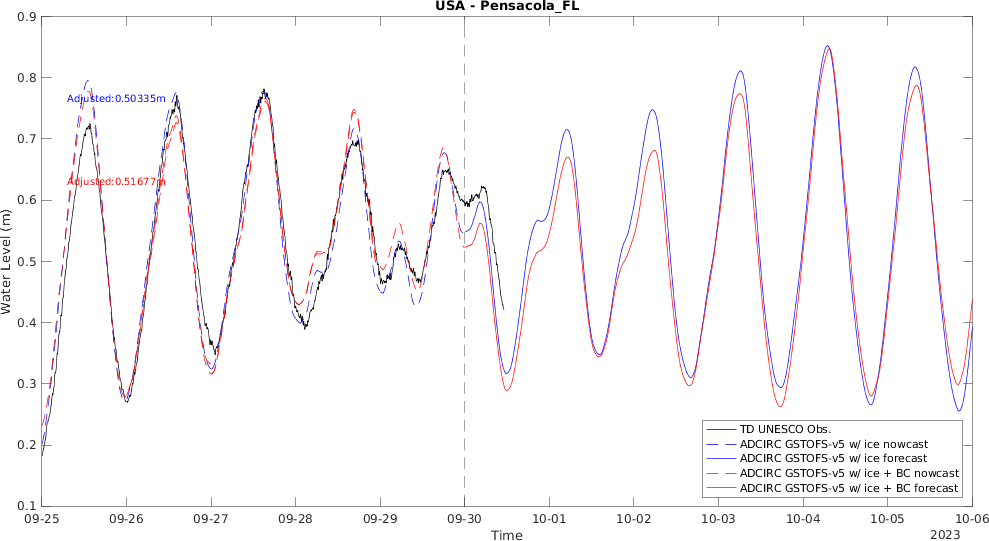 USA - Pensacola_FL
0.9
0.8
0.7
0.6
0.5
0.4
0.3
0.2
0.1
Water Level (m)
Adjusted:0.50335m
Adjusted:0.51677m
TD UNESCO Obs.
ADCIRC GSTOFS-v5 w/ ice nowcast
ADCIRC GSTOFS-v5 w/ ice forecast
ADCIRC GSTOFS-v5 w/ ice + BC nowcast
ADCIRC GSTOFS-v5 w/ ice + BC forecast
09-25 09-26 09-27 09-28 09-29 09-30 10-01 10-02 10-03 10-04 10-05 10-06
Time
2023